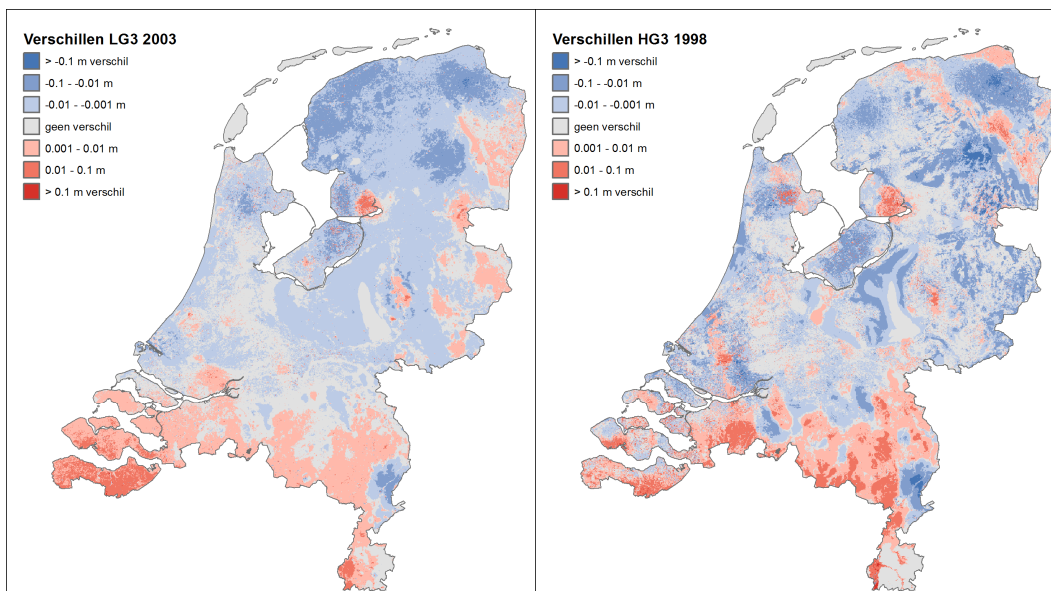 Verschillen LG3 2003
> -0.1 m verschil
-0.1 - -0.01 m
-0.01 - -0.001 m
geen verschil
0.001 - 0.01 m
0.01 - 0.1 m
> 0.1 m verschil
Verschillen HG3 1998
> -0.1 m verschil
-0.1 - -0.01 m
-0.01 - -0.001 m
geen verschil
0.001 - 0.01 m
0.01 - 0.1 m
> 0.1 m verschil